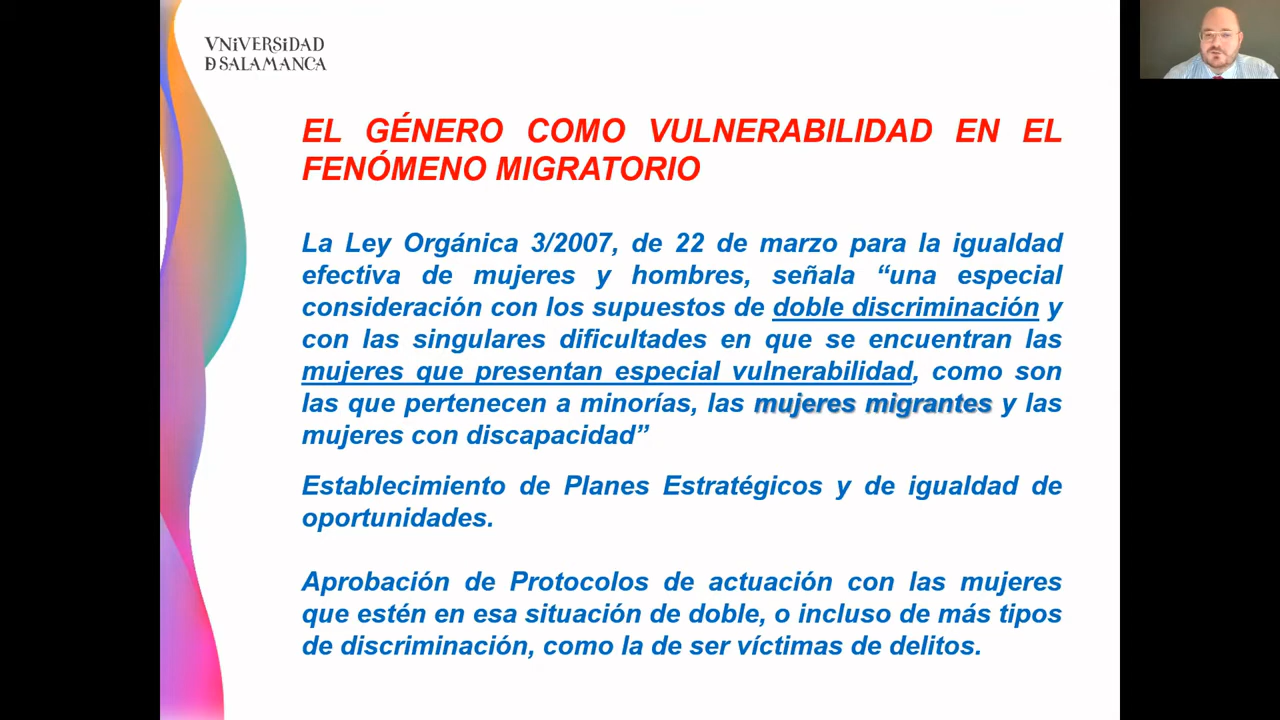 VNiVERSiDAD
D SALAMANCA
EL GÉNERO COMO VULNERABILIDAD EN EL
FENÓMENO MIGRATORIO
La Ley Orgánica 3/2007, de 22 de marzo para la igualdad
efectiva de mujeres y hombres, señala “una especial
consideración con los supuestos de doble discriminación y
con las singulares dificultades en que se encuentran las
mujeres que presentan especial vulnerabilidad, como son
las que pertenecen a minorías, las mujeres migrantes y las
mujeres con discapacidad”
Establecimiento de Planes Estratégicos y de igualdad de
oportunidades.
Aprobación de Protocolos de actuación con las mujeres
que estén en esa situación de doble, o incluso de más tipos
de discriminación, como la de ser víctimas de delitos.